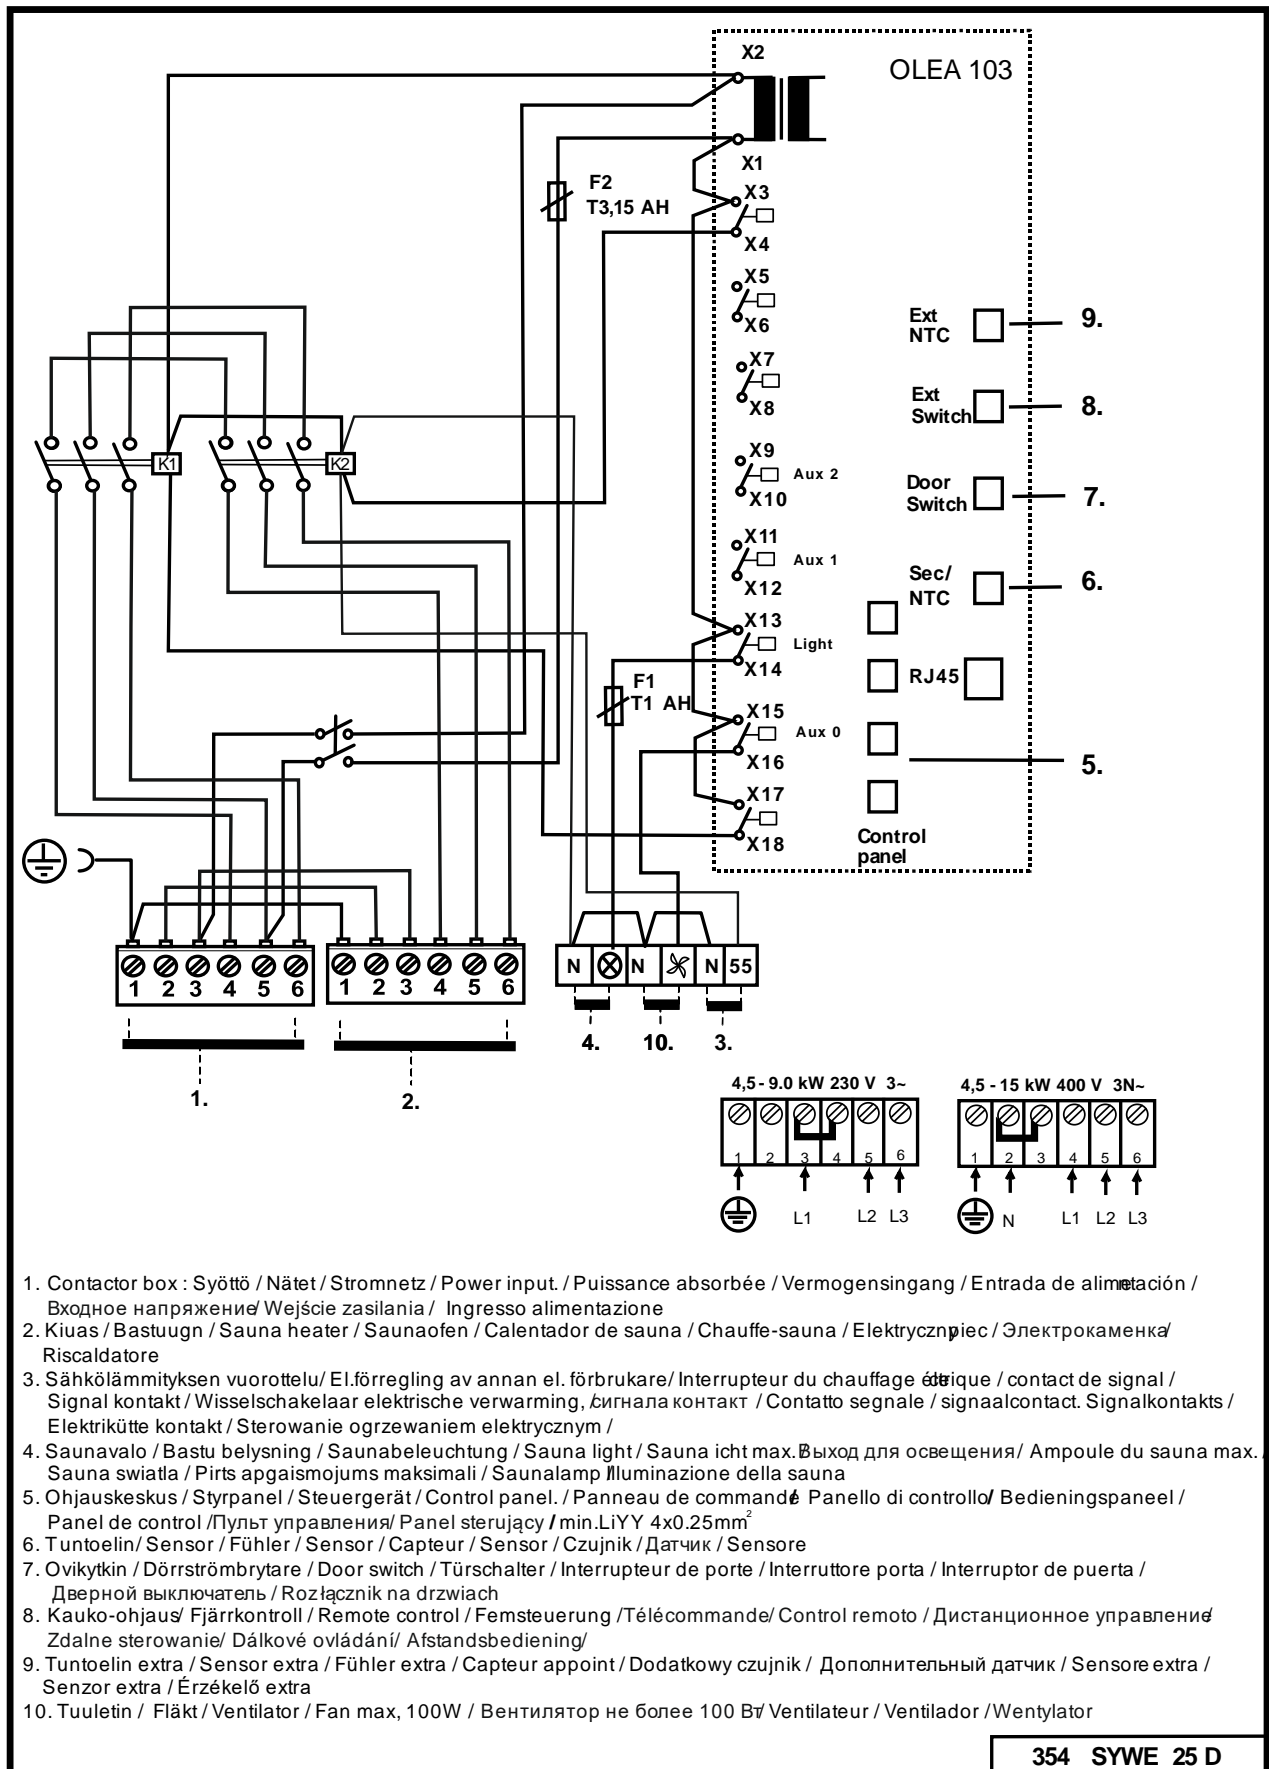 X2
OLEA 103
X1
F2
T3,15 AH
X3
X4
X5
X6
Ext
NTC
9.
X7
X8
Ext
Switch
8.
K1
K2
X9
Aux 2
X10
Door
Switch
7.
X11
Aux 1
X12
Sec/
NTC
6.
X13
Light
X14
F1
T1 AH
RJ45
X15
Aux 0
X16
5.
X17
X18
Control
panel
N N N 55
1 2 3 4 5 6
1 2 3 4 5 6
4. 10. 3.
1. 2.
4,5 - 9.0 kW 230 V 3~
1 2 3 4 5 6
L1 L2 L3
4,5 - 15 kW 400 V 3N~
1 2 3 4 5 6
N L1 L2 L3
1. Contactor box : Syöttö / Nätet / Stromnetz / Power input. / Puissance absorbée / Vermogensingang / Entrada de alimetación /
Входное напряжение/ Wejście zasilania / Ingresso alimentazione
2. Kiuas / Bastuugn / Sauna heater / Saunaofen / Calentador de sauna / Chauffe-sauna / Elektryczny piec / Электрокаменка/
Riscaldatore
3. Sähkölämmityksen vuorottelu/ El.förregling av annan el. förbrukare/ Interrupteur du chauffage éctrique / contact de signal /
Signal kontakt / Wisselschakelaar elektrische verwarming, /сигнала контакт / Contatto segnale / signaalcontact. Signalkontakts /
Elektrikütte kontakt / Sterowanie ogrzewaniem elektrycznym /
4. Saunavalo / Bastu belysning / Saunabeleuchtung / Sauna light / Sauna icht max. Выход для освещения/ Ampoule du sauna max. /
Sauna swiatla / Pirts apgaismojums maksimali / Saunalamp Illuminazione della sauna
5. Ohjauskeskus / Styrpanel / Steuergerät / Control panel. / Panneau de commande Panello di controllo/ Bedieningspaneel /
Panel de control /Пульт управления/ Panel sterujący / min.LiYY 4x0.25mm²
6. Tuntoelin/ Sensor / Fühler / Sensor / Capteur / Sensor / Czujnik / Датчик / Sensore
7. Ovikytkin / Dörrströmbrytare / Door switch / Türschalter / Interrupteur de porte / Interruttore porta / Interruptor de puerta /
Дверной выключатель / Rozłącznik na drzwiach
8. Kauko-ohjaus/ Fjärrkontroll / Remote control / Fernsteuerung /Télécommande/ Control remoto / Дистанционное управление/
Zdalne sterowanie/ Dálkové ovládání/ Afstandsbediening/
9. Tuntoelin extra / Sensor extra / Fühler extra / Capteur appoint / Dodatkowy czujnik / Дополнительный датчик / Sensore extra /
Senzor extra / Érzékelő extra
10. Tuuletin / Fläkt / Ventilator / Fan max, 100W / Вентилятор не более 100 Вт/ Ventilateur / Ventilador / Wentylator
354 SYWE 25 D